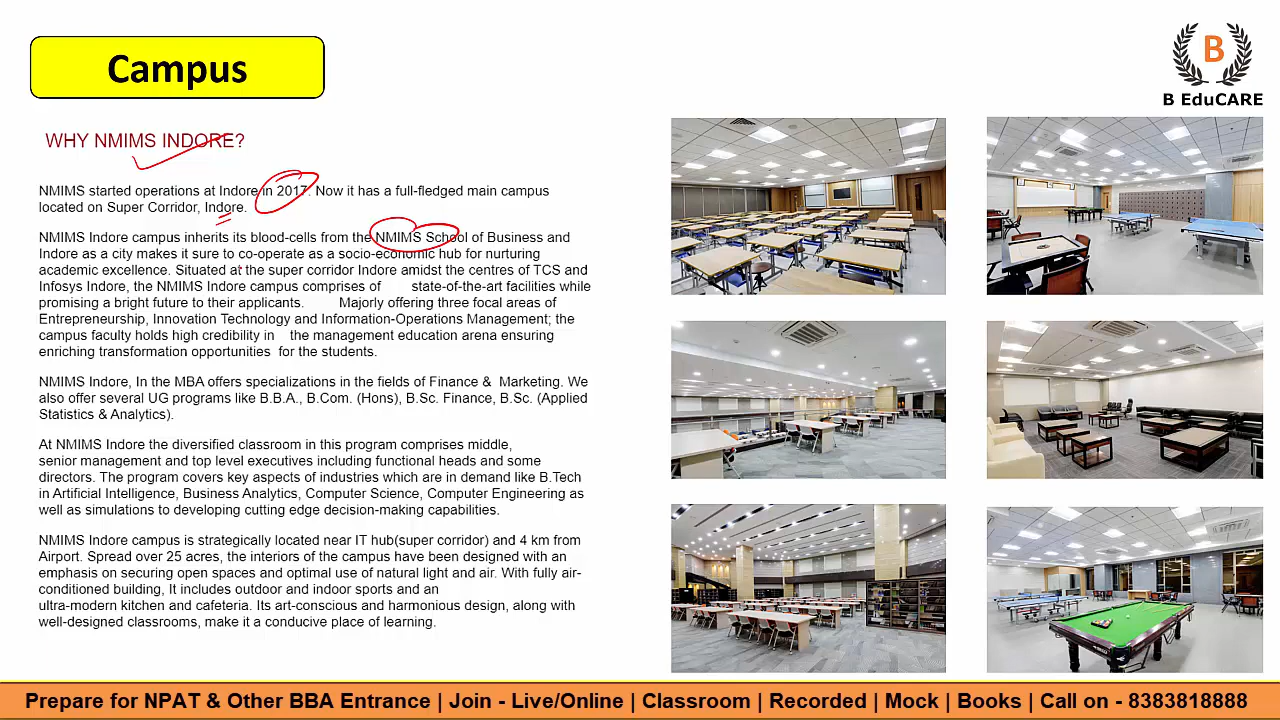 Campus
B
B EduCARE
WHY NMIMS INDORE?
NMIMS started operations at Indore in 2017. Now it has a full-fledged main campus
located on Super Corridor, Indore.
NMIMS Indore campus inherits its blood-cells from the NMIMS School of Business and
Indore as a city makes it sure to co-operate as a socio-economic hub for nurturing
academic excellence. Situated at the super corridor Indore amidst the centres of TCS and
Infosys Indore, the NMIMS Indore campus comprises of state-of-the-art facilities while
promising a bright future to their applicants. Majorly offering three focal areas of
Entrepreneurship, Innovation Technology and Information-Operations Management; the
campus faculty holds high credibility in the management education arena ensuring
enriching transformation opportunities for the students.
NMIMS Indore, In the MBA offers specializations in the fields of Finance & Marketing. We
also offer several UG programs like B.B.A., B.Com. (Hons), B.Sc. Finance, B.Sc. (Applied
Statistics & Analytics).
At NMIMS Indore the diversified classroom in this program comprises middle,
senior management and top level executives including functional heads and some
directors. The program covers key aspects of industries which are in demand like B.Tech
in Artificial Intelligence, Business Analytics, Computer Science, Computer Engineering as
well as simulations to developing cutting edge decision-making capabilities.
NMIMS Indore campus is strategically located near IT hub(super corridor) and 4 km from
Airport. Spread over 25 acres, the interiors of the campus have been designed with an
emphasis on securing open spaces and optimal use of natural light and air. With fully air-
conditioned building, It includes outdoor and indoor sports and an
ultra-modern kitchen and cafeteria. Its art-conscious and harmonious design, along with
well-designed classrooms, make it a conducive place of learning.
Prepare for NPAT & Other BBA Entrance | Join - Live/Online | Classroom | Recorded | Mock | Books | Call on - 8383818888